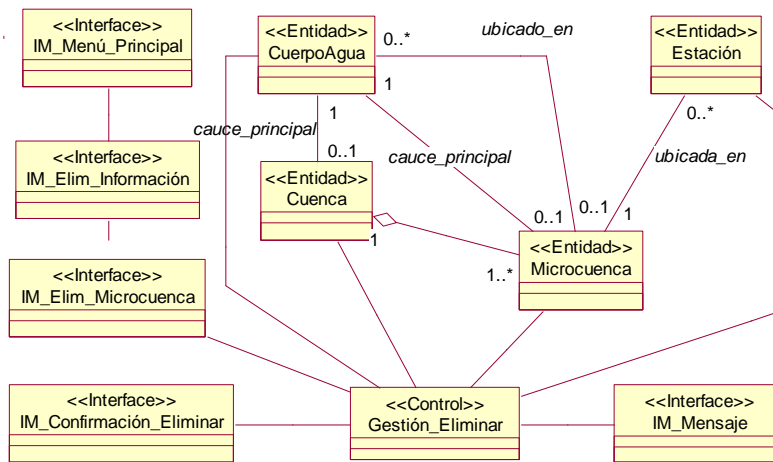 <<Interface>>
IM_Menú_Principal
<<Entidad>>
CuerpoAgua
0..*
ubicado_en
<<Entidad>>
Estación
1
1
0..*
cauce_principal
0..1
cauce_principal
ubicada_en
<<Interface>>
IM_Elim_Información
<<Entidad>>
Cuenca
1
0..1
0..1
1
<<Entidad>>
Microcuenca
1..*
<<Interface>>
IM_Elim_Microcuenca
<<Interface>>
IM_Confirmación_Eliminar
<<Control>>
Gestión_Eliminar
<<Interface>>
IM_Mensaje